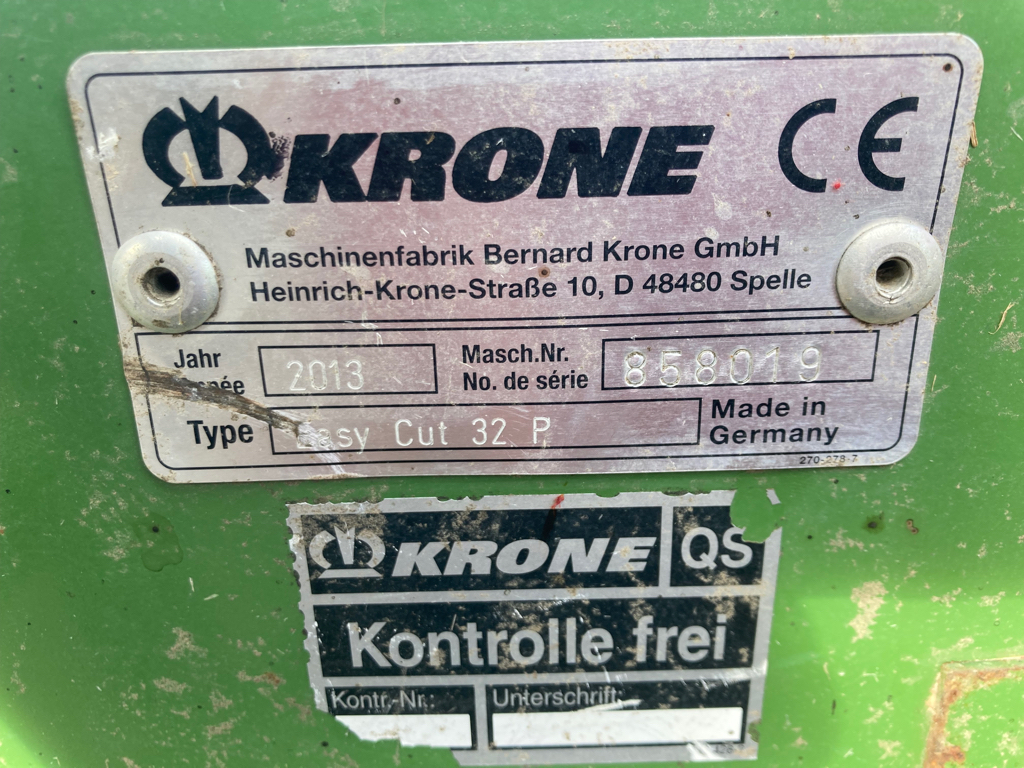 KRONE CE
Maschinenfabrik Bernard Krone GmbH
Heinrich-Krone-Straße 10, D 48480 Spelle
Jahr 2013 Masch.Nr. 858019
No. de série
Type Easy Cut 32 P Made in
Germany
270-278-7
KRONE QS
Kontrolle frei
Kontr.-Nr.: Unterschrift: